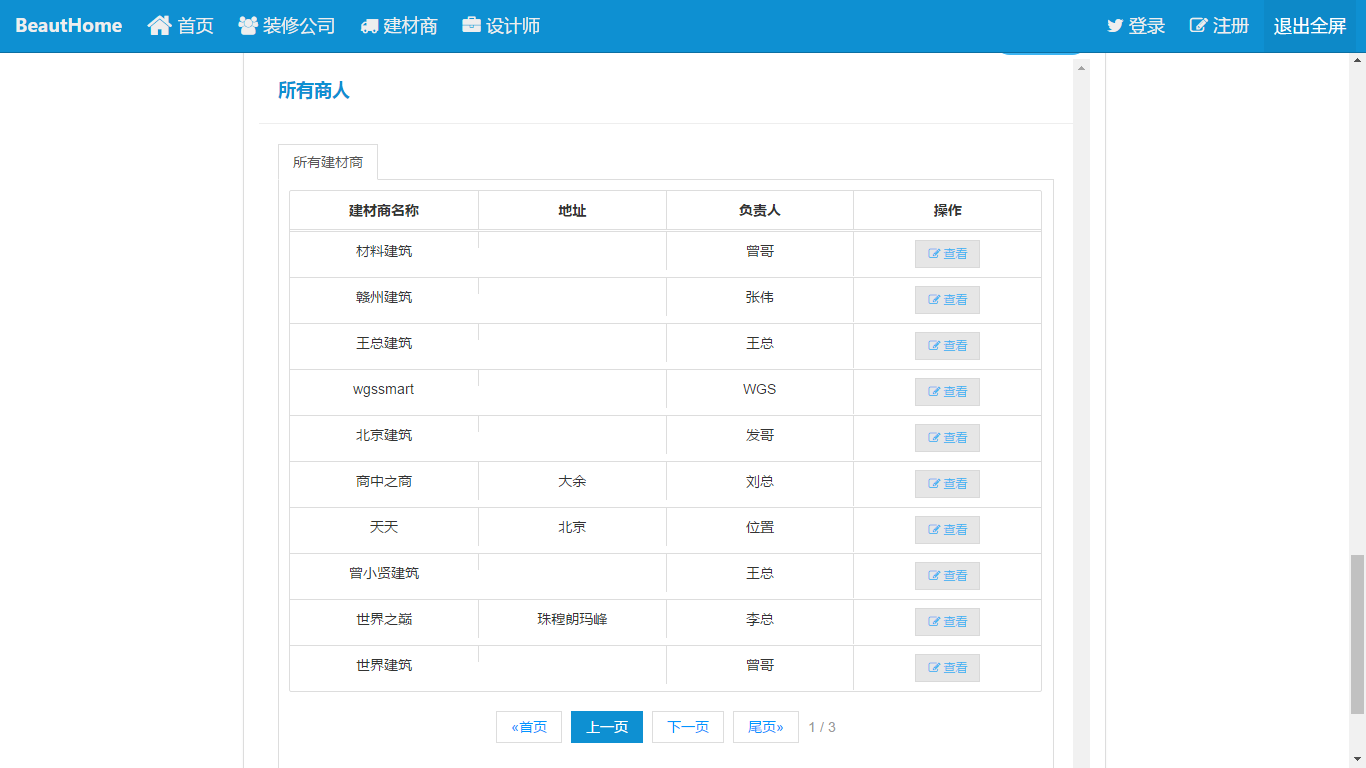 BeautHome 首页 装修公司 建材商 设计师 登录 注册 退出全屏
所有商人
所有建材商
建材商名称 地址 负责人 操作
材料建筑 曾哥 查看
赣州建筑 张伟 查看
王总建筑 王总 查看
wgssmart WGS 查看
北京建筑 发哥 查看
商中之商 大余 刘总 查看
天天 北京 位置 查看
曾小贤建筑 王总 查看
世界之巅 珠穆朗玛峰 李总 查看
世界建筑 曾哥 查看
«首页 上一页 下一页 尾页» 1 / 3